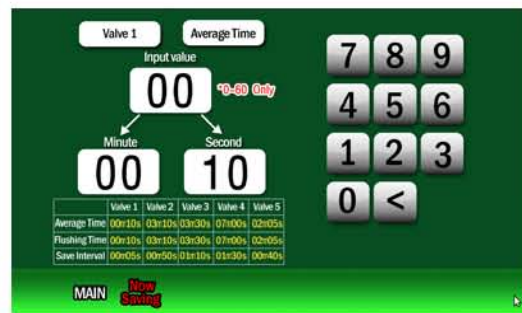 Valve 1 Average Time
Input value
00 *0~60 Only
Minute Second
00 10
Valve 1 Valve 2 Valve 3 Valve 4 Valve 5
Average Time 00m10s 03m10s 03m30s 07m00s 02m05s
Flushing Time 00m10s 03m10s 03m30s 07m00s 02m05s
Save Interval 00m05s 00m50s 01m10s 01m30s 00m40s
7 8 9
4 5 6
1 2 3
0 <
MAIN Now Saving